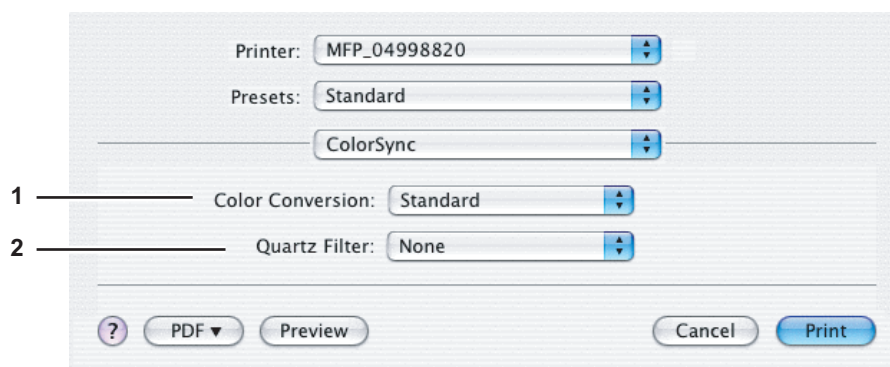 Printer: MFP_04998820
Presets: Standard
ColorSync
1 Color Conversion: Standard
2 Quartz Filter: None
? PDF▼ Preview Cancel Print